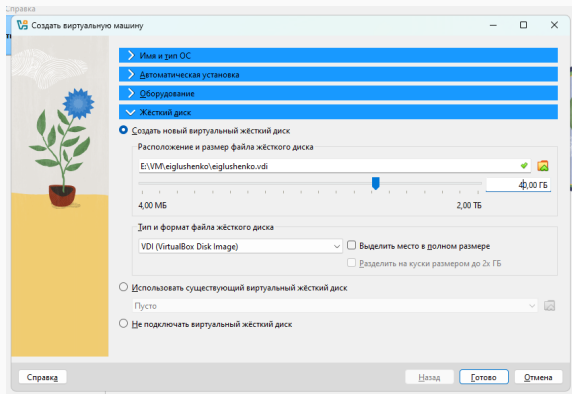 Справка
Создать виртуальную машину
Имя и тип ОС
Автоматическая установка
Оборудование
Жёсткий диск
Создать новый виртуальный жёсткий диск
Расположение и размер файла жёсткого диска
E:\VM\eiglushenko\eiglushenko.vdi
40,00 ГБ
4,00 МБ 2,00 ТБ
Тип и формат файла жёсткого диска
VDI (VirtualBox Disk Image) Выделить место в полном размере
Разделить на куски размером до 2х ГБ
Использовать существующий виртуальный жёсткий диск
Пусто
Не подключать виртуальный жёсткий диск
Справка Назад Готово Отмена